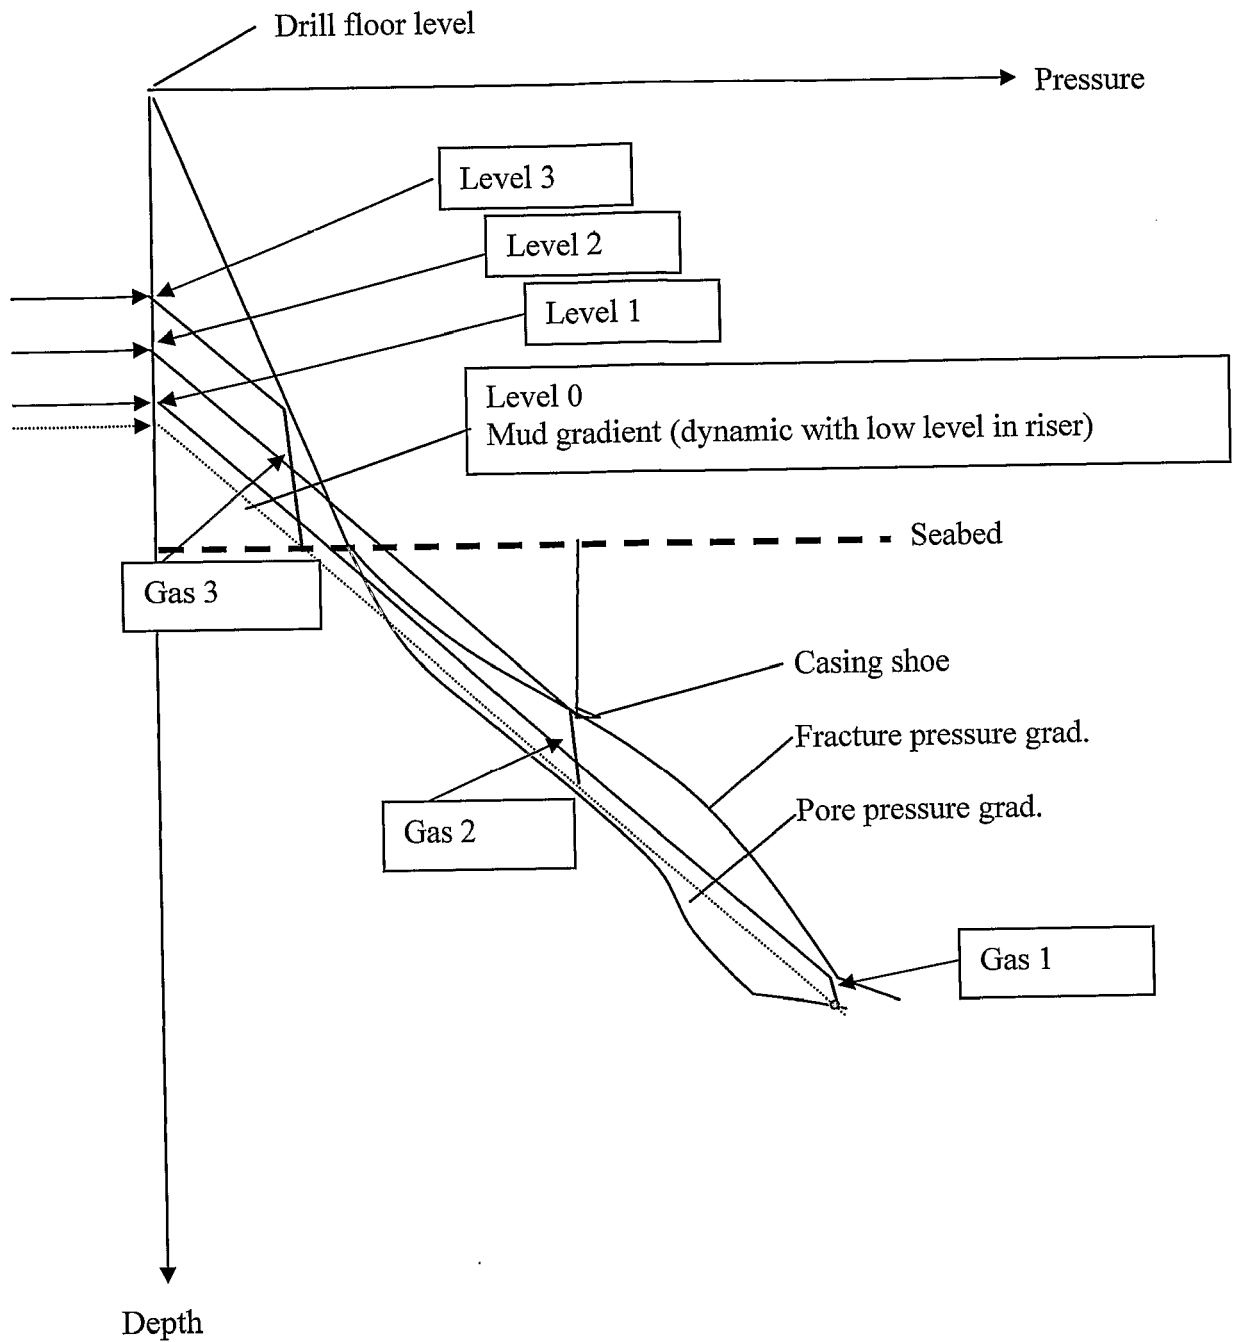 Drill floor level
Pressure
Level 3
Level 2
Level 1
Level 0
Mud gradient (dynamic with low level in riser)
Seabed
Gas 3
Casing shoe
Fracture pressure grad.
Pore pressure grad.
Gas 2
Gas 1
Depth